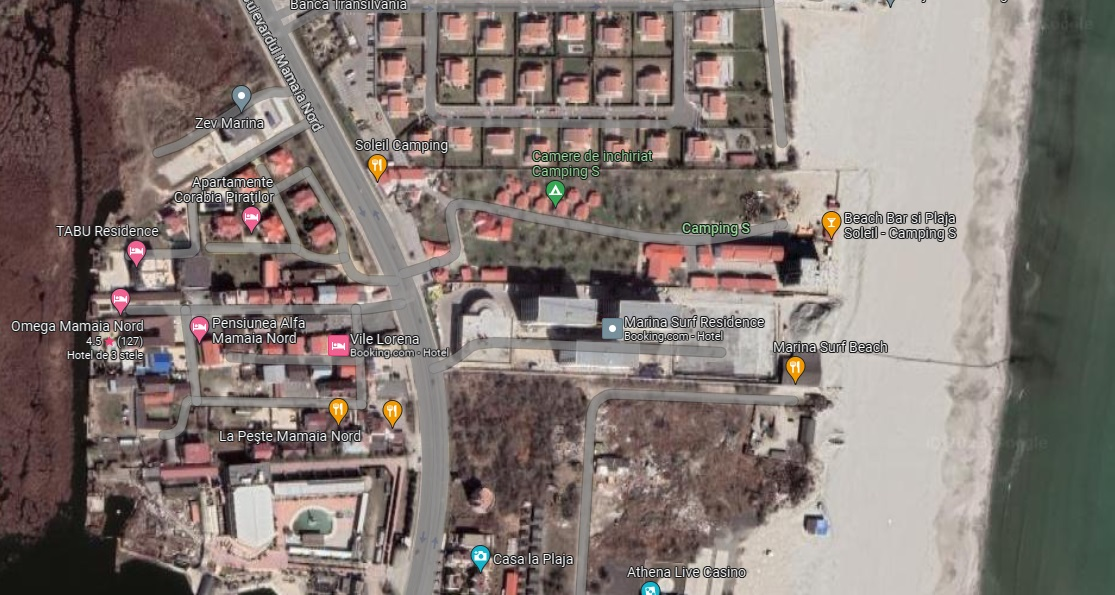 Banca Transilvania
Bulevardul Mamaia Nord
Zev Marina
Soleil Camping
Camere de inchiriat
Camping S
Apartamente
Corabia Piraților
TABU Residence
Camping S
Beach Bar si Plaja
Soleil - Camping S
Omega Mamaia Nord
4,5 (127)
Hotel de 3 stele
Pensiunea Alfa
Mamaia Nord
Vile Lorena
Booking.com - Hotel
Marina Surf Residence
Booking.com - Hotel
Marina Surf Beach
La Pește Mamaia Nord
Casa la Plaja
Athena Live Casino